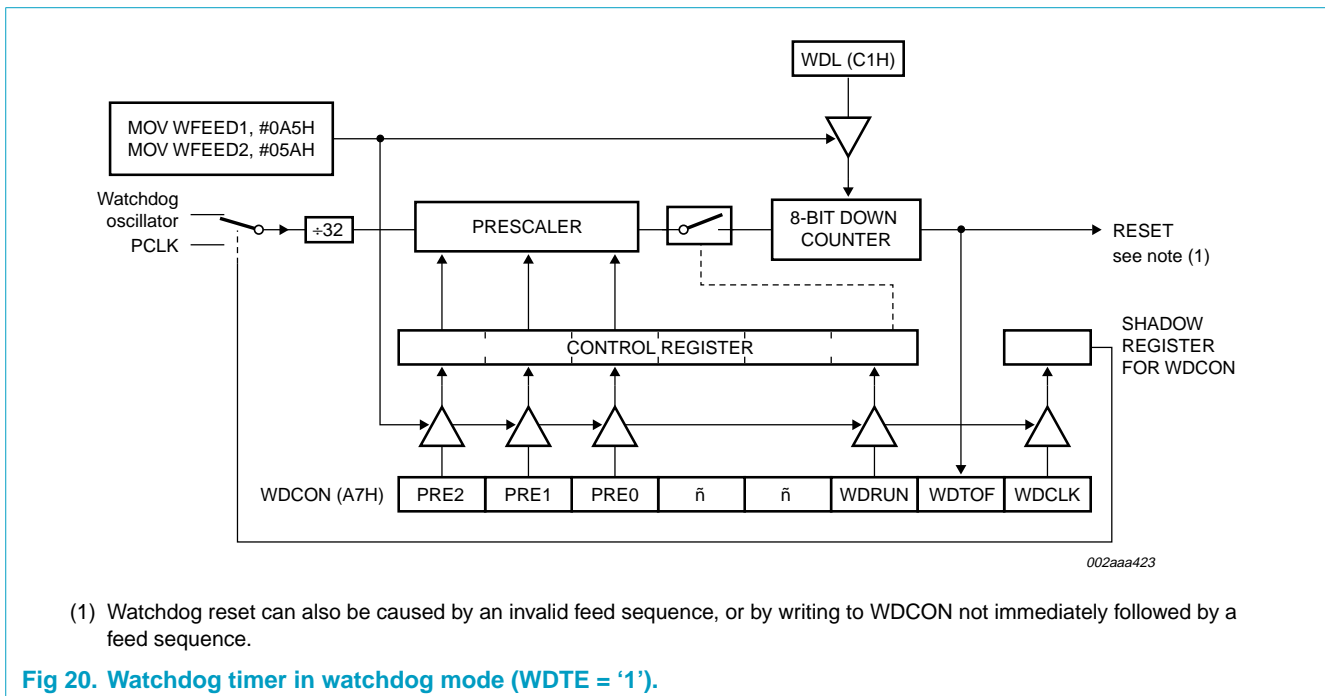 WDL (C1H)
MOV WFEED1, #0A5H
MOV WFEED2, #05AH
Watchdog
oscillator
PCLK
÷32
PRESCALER
8-BIT DOWN
COUNTER
RESET
see note (1)
CONTROL REGISTER
SHADOW
REGISTER
FOR WDCON
WDCON (A7H)
PRE2
PRE1
PRE0
ñ
ñ
WDRUN
WDTOF
WDCLK
002aaa423
(1) Watchdog reset can also be caused by an invalid feed sequence, or by writing to WDCON not immediately followed by a
feed sequence.
Fig 20. Watchdog timer in watchdog mode (WDTE = ‘1’).